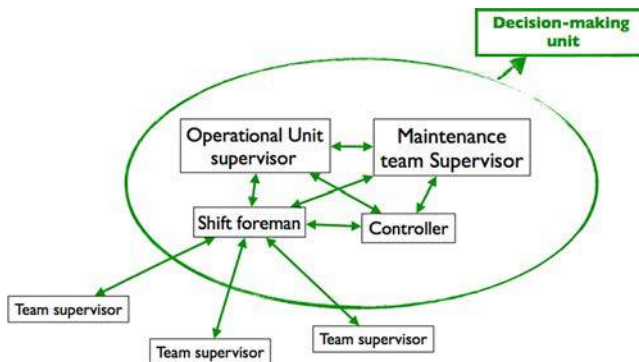 Decision-making
unit
Operational Unit
supervisor
Maintenance
team Supervisor
Shift foreman
Controller
Team supervisor
Team supervisor
Team supervisor